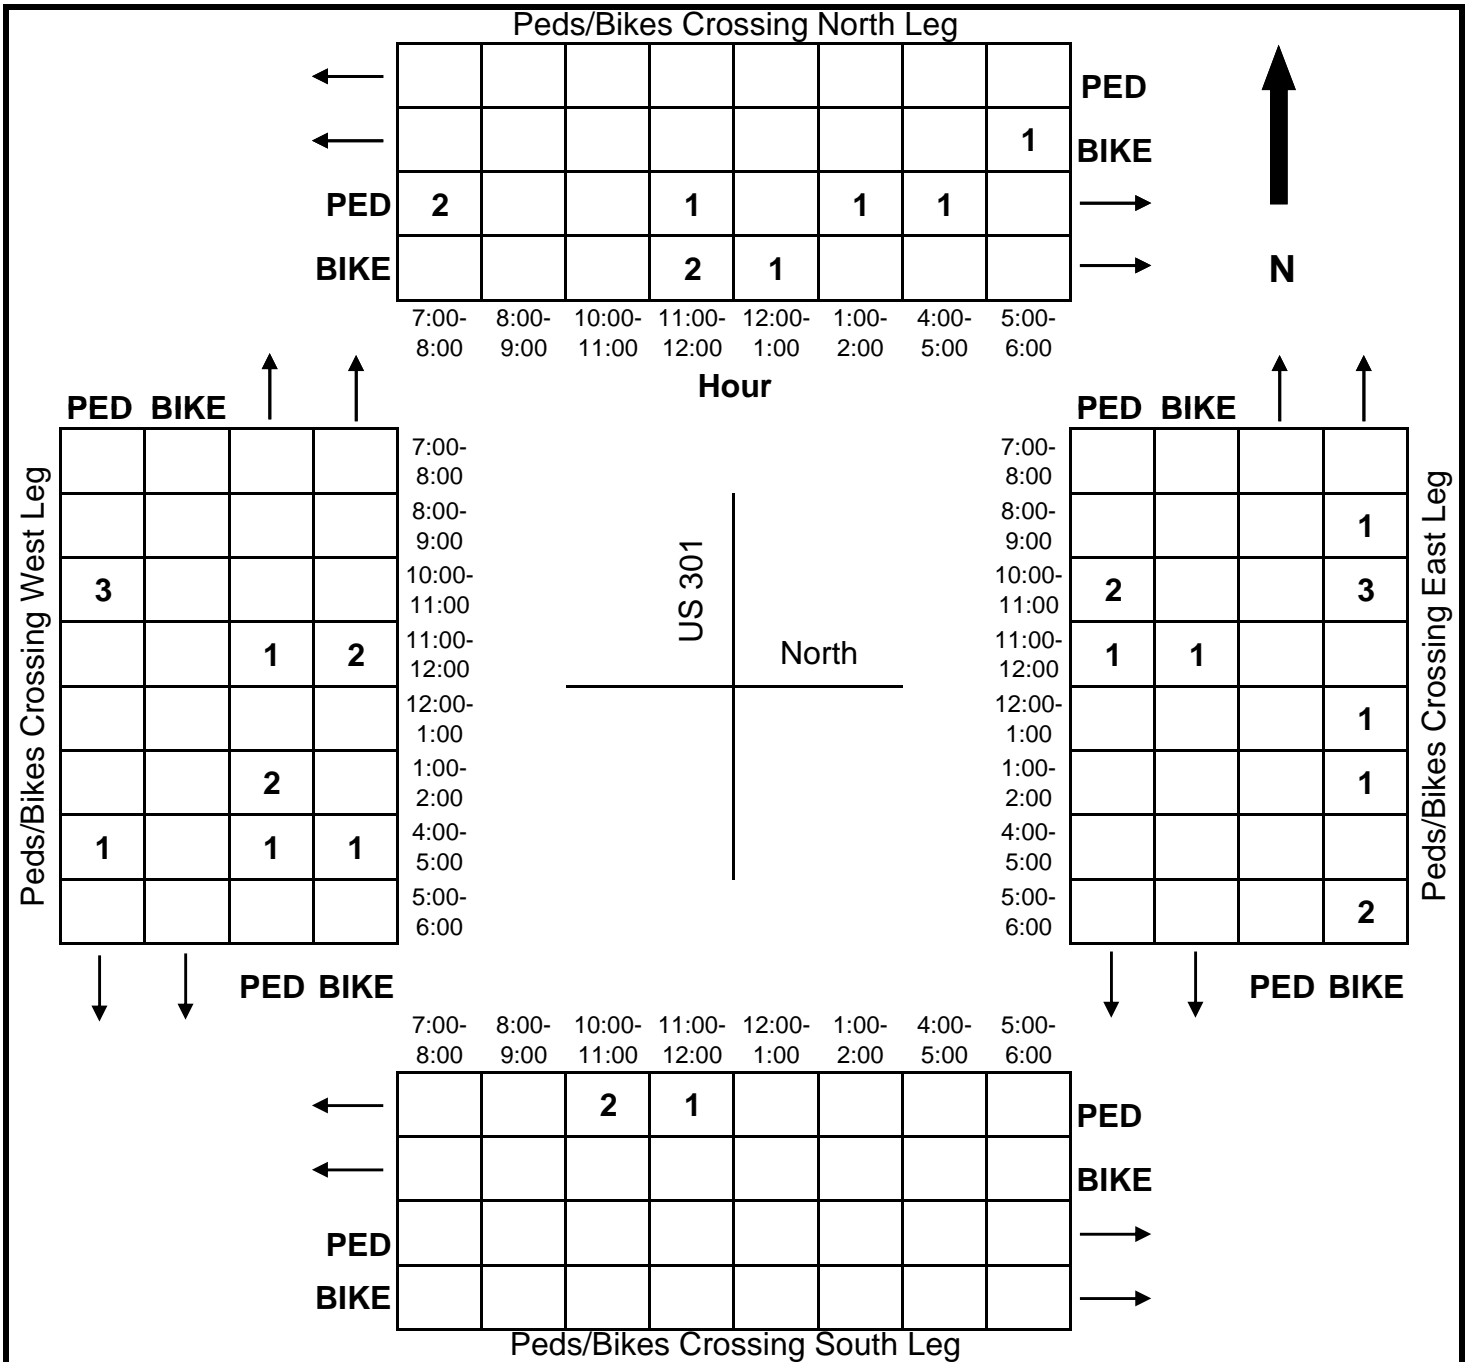 Peds/Bikes Crossing North Leg
PED
1 BIKE
PED 2 1 1 1
BIKE 2 1
N
7:00- 8:00- 10:00- 11:00- 12:00- 1:00- 4:00- 5:00-
8:00 9:00 11:00 12:00 1:00 2:00 5:00 6:00
Hour
PED BIKE
Peds/Bikes Crossing West Leg
7:00-
8:00
8:00-
9:00
3 10:00-
11:00
1 2 11:00-
12:00
12:00-
1:00
2 1:00-
2:00
1 1 1 4:00-
5:00
5:00-
6:00
PED BIKE
US 301
North
PED BIKE
7:00-
8:00
8:00-
9:00
1
10:00-
11:00
2 3
11:00-
12:00
1 1
12:00-
1:00
1
1:00-
2:00
1
4:00-
5:00
5:00-
6:00
2
PED BIKE
Peds/Bikes Crossing East Leg
7:00- 8:00- 10:00- 11:00- 12:00- 1:00- 4:00- 5:00-
8:00 9:00 11:00 12:00 1:00 2:00 5:00 6:00
2 1 PED
BIKE
PED
BIKE
Peds/Bikes Crossing South Leg